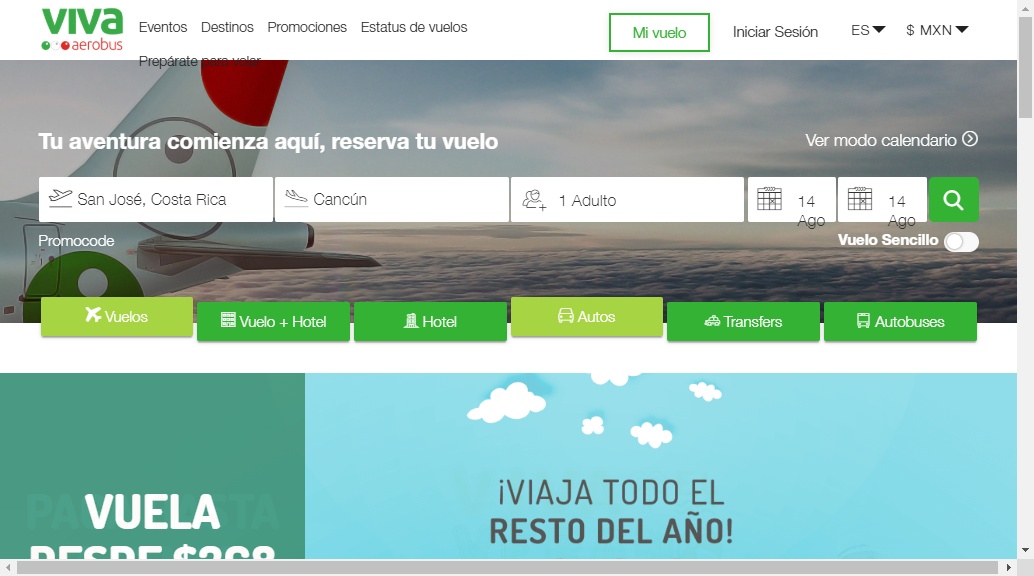 viva
aerobus
Eventos Destinos Promociones Estatus de vuelos
Prepárate para volar
Mi vuelo
Iniciar Sesión
ES
$ MXN
Tu aventura comienza aquí, reserva tu vuelo
Ver modo calendario
San José, Costa Rica
Cancún
1 Adulto
14
Ago
14
Ago
Promocode
Vuelo Sencillo
Vuelos
Vuelo + Hotel
Hotel
Autos
Transfers
Autobuses
VUELA
DESDE $268
¡VIAJA TODO EL
RESTO DEL AÑO!